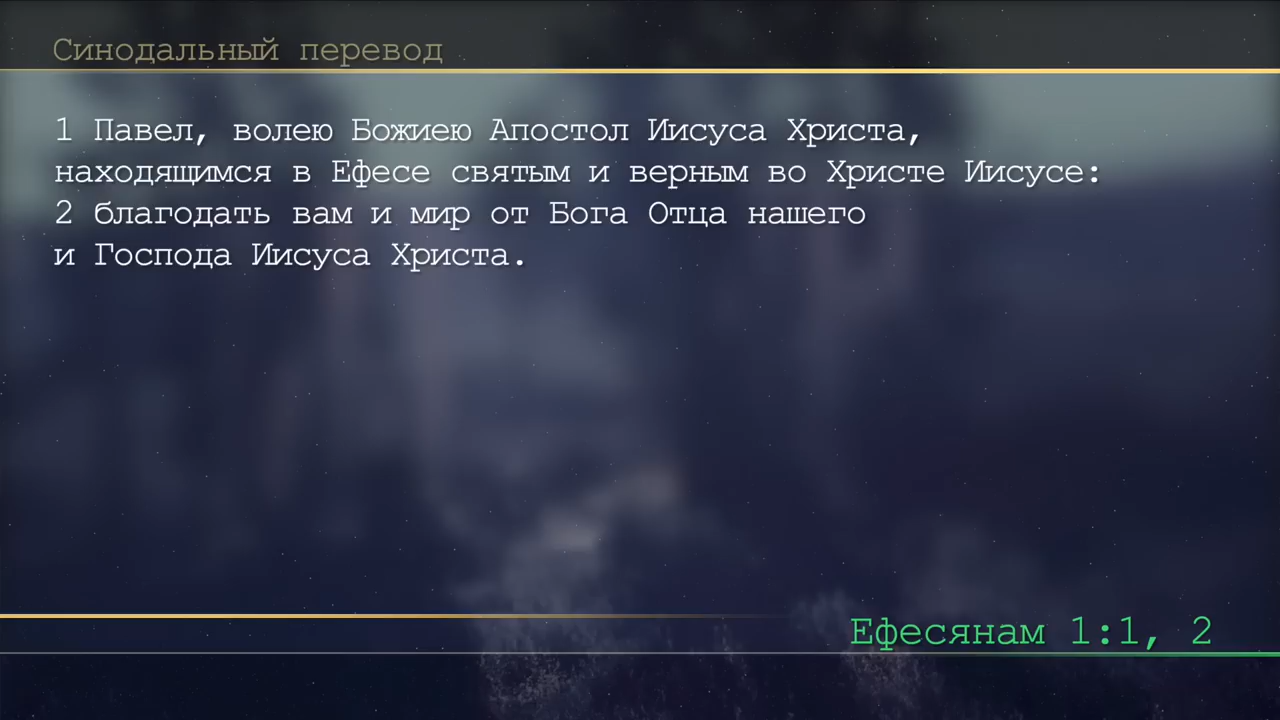 Синодальный перевод
1 Павел, волею Божиею Апостол Иисуса Христа,
находящимся в Ефесе святым и верным во Христе Иисусе:
2 благодать вам и мир от Бога Отца нашего
и Господа Иисуса Христа.
Ефесянам 1:1, 2